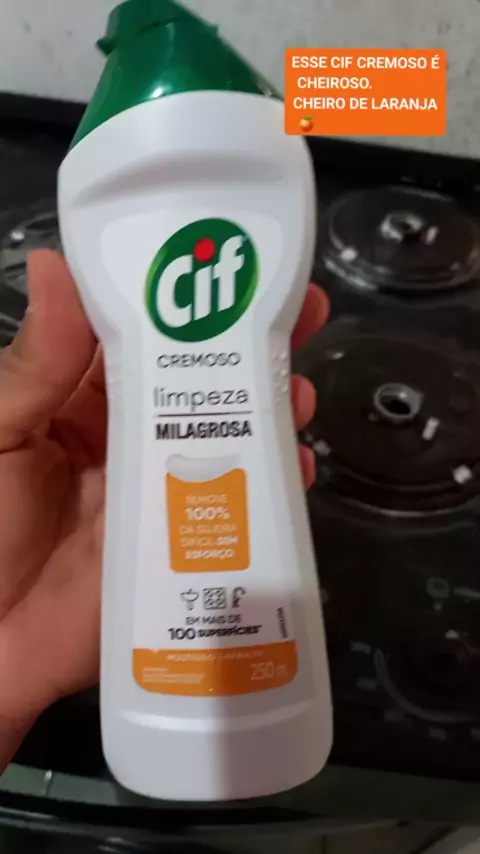 ESSE CIF CREMOSO É
CHEIROSO.
CHEIRO DE LARANJA
Cif
CREMOSO
limpeza
MILAGROSA
REMOVE
100%
DA SUJEIRA
DIFÍCIL SEM
ESFORÇO
EM MAIS DE
100 SUPERFÍCIES*
250 mL